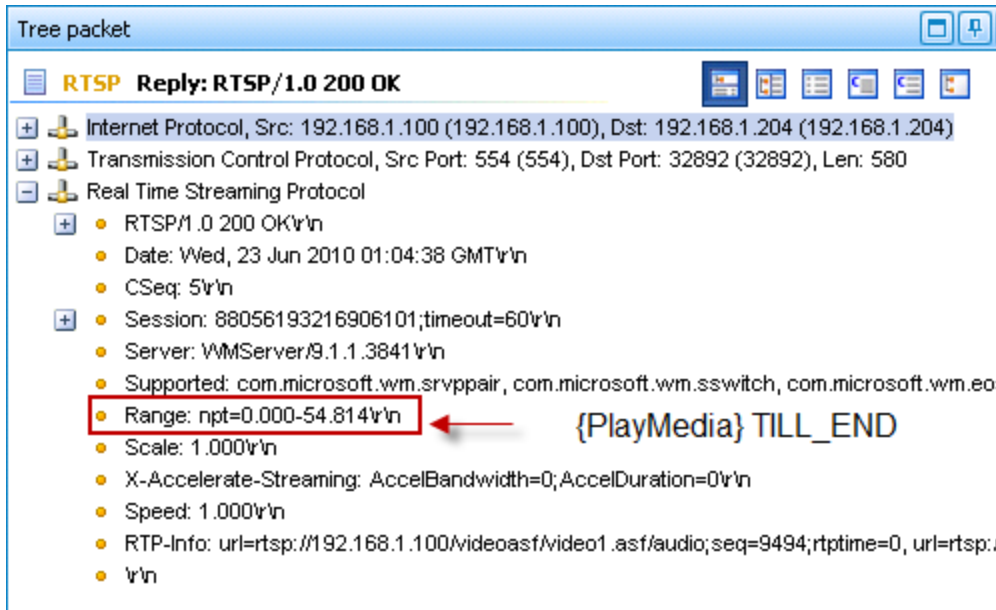 Tree packet
RTSP Reply: RTSP/1.0 200 OK
Internet Protocol, Src: 192.168.1.100 (192.168.1.100), Dst: 192.168.1.204 (192.168.1.204)
Transmission Control Protocol, Src Port: 554 (554), Dst Port: 32892 (32892), Len: 580
Real Time Streaming Protocol
RTSP/1.0 200 OK\r\n
Date: Wed, 23 Jun 2010 01:04:38 GMT\r\n
CSeq: 5\r\n
Session: 88056193216906101;timeout=60\r\n
Server: WMServer/9.1.1.3841\r\n
Supported: com.microsoft.wm.srvppair, com.microsoft.wm.sswitch, com.microsoft.wm.eo
Range: npt=0.000-54.814\r\n
{PlayMedia} TILL_END
Scale: 1.000\r\n
X-Accelerate-Streaming: AccelBandwidth=0;AccelDuration=0\r\n
Speed: 1.000\r\n
RTP-Info: url=rtsp://192.168.1.100/videoasf/video1.asf/audio;seq=9494;rtptime=0, url=rtsp:/
\r\n